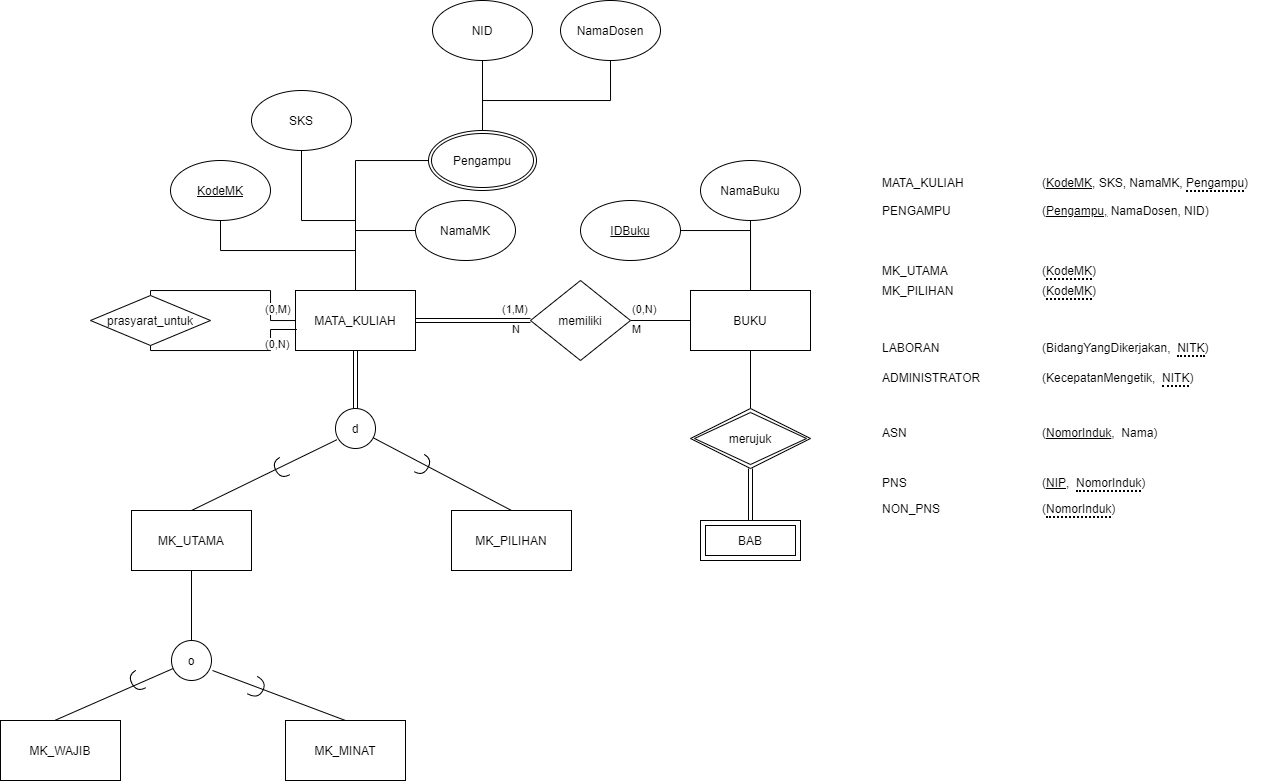 NID
NamaDosen
SKS
Pengampu
KodeMK
NamaMK
NamaBuku
IDBuku
prasyarat_untuk
(0,M)
(0,N)
MATA_KULIAH
(1,M)
N
memiliki
(0,N)
M
BUKU
d
merujuk
MK_UTAMA
MK_PILIHAN
BAB
o
MK_WAJIB
MK_MINAT
MATA_KULIAH (KodeMK, SKS, NamaMK, Pengampu)
PENGAMPU (Pengampu, NamaDosen, NID)
MK_UTAMA (KodeMK)
MK_PILIHAN (KodeMK)
LABORAN (BidangYangDikerjakan, NITK)
ADMINISTRATOR (KecepatanMengetik, NITK)
ASN (NomorInduk, Nama)
PNS (NIP, NomorInduk)
NON_PNS (NomorInduk)